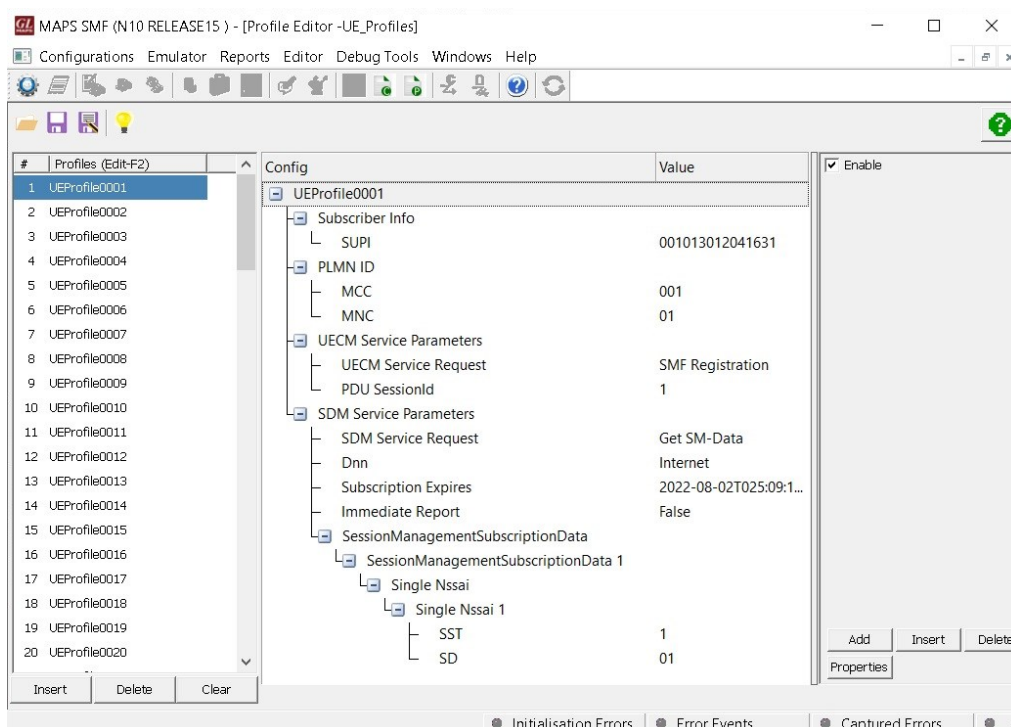 GL MAPS MAPS SMF (N10 RELEASE15 ) - [Profile Editor -UE_Profiles]
Configurations Emulator Reports Editor Debug Tools Windows Help
# Profiles (Edit-F2)
1 UEProfile0001
2 UEProfile0002
3 UEProfile0003
4 UEProfile0004
5 UEProfile0005
6 UEProfile0006
7 UEProfile0007
8 UEProfile0008
9 UEProfile0009
10 UEProfile0010
11 UEProfile0011
12 UEProfile0012
13 UEProfile0013
14 UEProfile0014
15 UEProfile0015
16 UEProfile0016
17 UEProfile0017
18 UEProfile0018
19 UEProfile0019
20 UEProfile0020
Insert Delete Clear
Config Value
UEProfile0001
Subscriber Info
SUPI 001013012041631
PLMN ID
MCC 001
MNC 01
UECM Service Parameters
UECM Service Request SMF Registration
PDU SessionId 1
SDM Service Parameters
SDM Service Request Get SM-Data
Dnn Internet
Subscription Expires 2022-08-02T025:09:1...
Immediate Report False
SessionManagementSubscriptionData
SessionManagementSubscriptionData 1
Single Nssai
Single Nssai 1
SST 1
SD 01
Enable
Add Insert Delete
Properties
Initialisation Errors Error Events Captured Errors